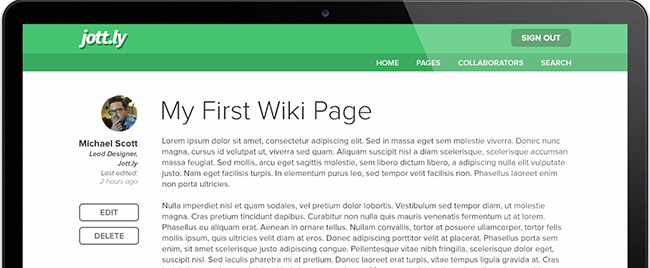 jott.ly
SIGN OUT
HOME PAGES COLLABORATORS SEARCH
My First Wiki Page
Michael Scott
Lead Designer,
Jott.ly
Last edited:
2 hours ago
EDIT
DELETE
Lorem ipsum dolor sit amet, consectetur adipiscing elit. Sed in massa eget sem molestie viverra. Donec nunc
magna, cursus id volutpat ut, viverra sed quam. Aliquam suscipit nisl a diam scelerisque, scelerisque accumsan
massa feugiat. Sed mollis, arcu eget sagittis molestie, sem libero dictum libero, a adipiscing nulla elit vulputate
justo. Nam eget facilisis turpis. In elementum purus leo, sed tempor velit facilisis non. Phasellus laoreet enim
non porta ultricies.
Nulla imperdiet nisl et quam sodales, vel pretium dolor lobortis. Vestibulum sed tempor diam, ut molestie
magna. Cras pretium tincidunt dapibus. Curabitur non nulla quis mauris venenatis fermentum ut at lorem.
Phasellus eu aliquam erat. Aenean in ornare tellus. Nullam convallis, tortor at posuere ullamcorper, tortor felis
mollis ipsum, quis ultricies velit diam at eros. Donec adipiscing porttitor velit at placerat. Phasellus porta sem
enim, sit amet scelerisque justo adipiscing congue. Pellentesque vitae nibh fringilla, scelerisque dolor eget,
suscipit nisl. Sed iaculis pharetra mi at pretium. Donec laoreet erat turpis, vitae tempus ligula gravida at. Cras